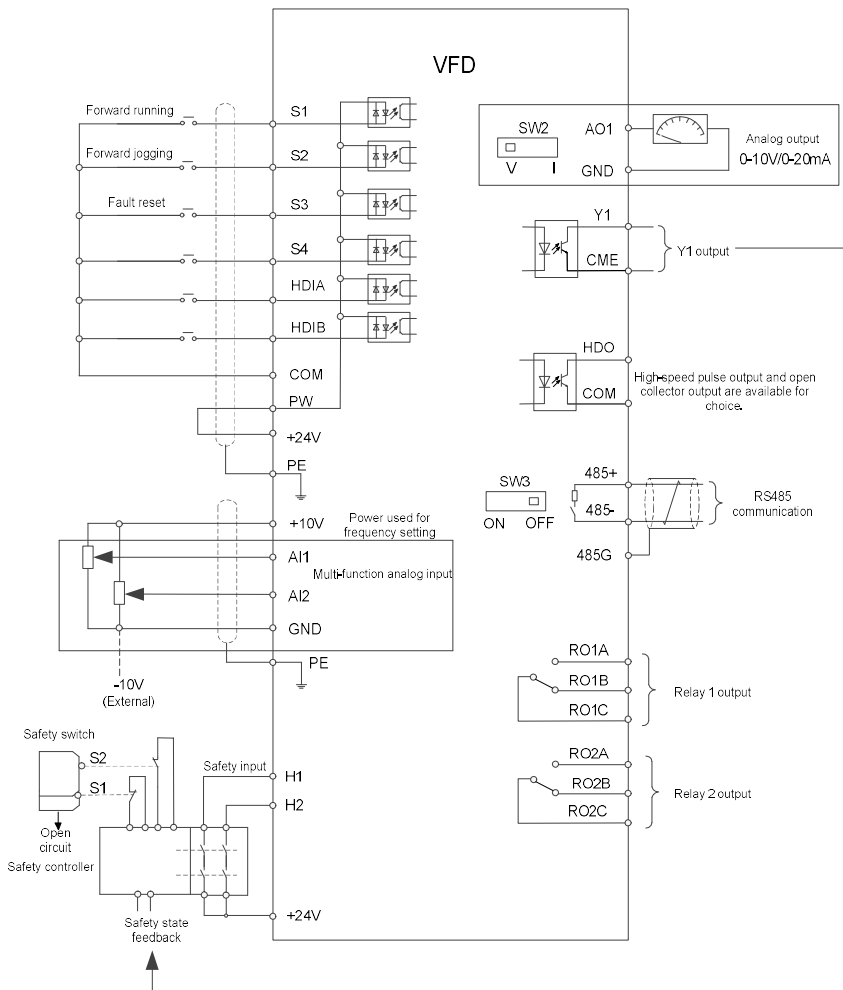 VFD
Forward running
S1
Forward jogging
S2
Fault reset
S3
S4
HDIA
HDIB
COM
PW
+24V
PE
SW2
V I
AO1
GND
Analog output
0-10V/0-20mA
Y1
CME
Y1 output
HDO
COM
High-speed pulse output and open
collector output are available for
choice.
SW3
ON OFF
485+
485-
485G
RS485
communication
+10V
Power used for
frequency setting
AI1
Multi-function analog input
AI2
GND
PE
-10V
(External)
RO1A
RO1B
RO1C
Relay 1 output
RO2A
RO2B
RO2C
Relay 2 output
Safety switch
S2
S1
Open
circuit
Safety controller
Safety input
H1
H2
+24V
Safety state
feedback